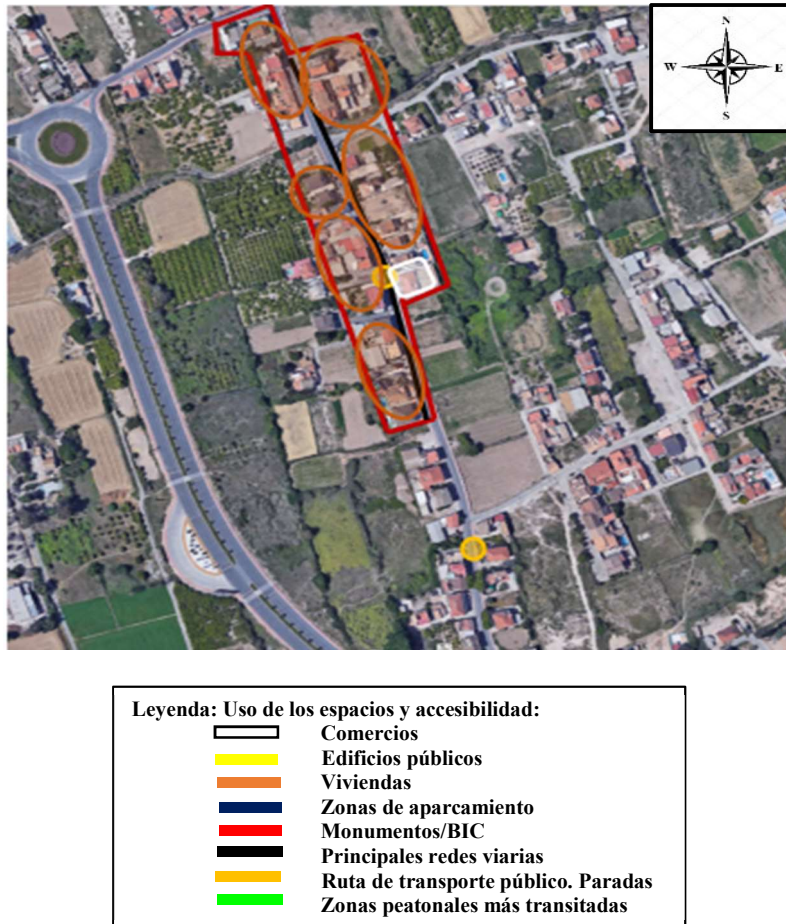 N
W E
S
Leyenda: Uso de los espacios y accesibilidad:
Comercios
Edificios públicos
Viviendas
Zonas de aparcamiento
Monumentos/BIC
Principales redes viarias
Ruta de transporte público. Paradas
Zonas peatonales más transitadas